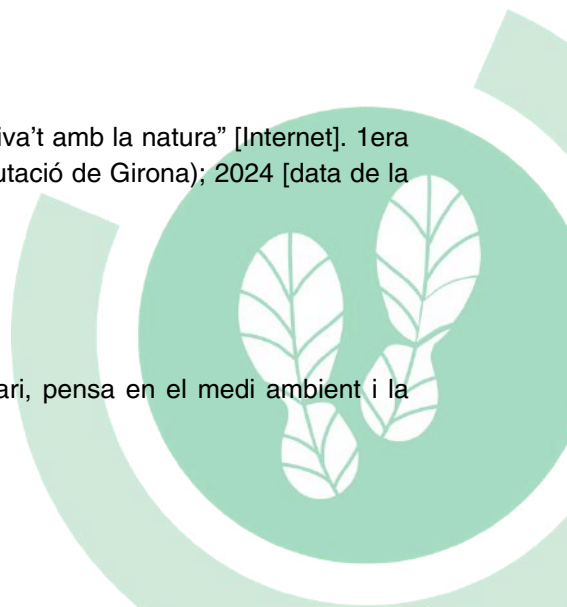 iva’t amb la natura” [Internet]. 1era
utació de Girona); 2024 [data de la
ari, pensa en el medi ambient i la